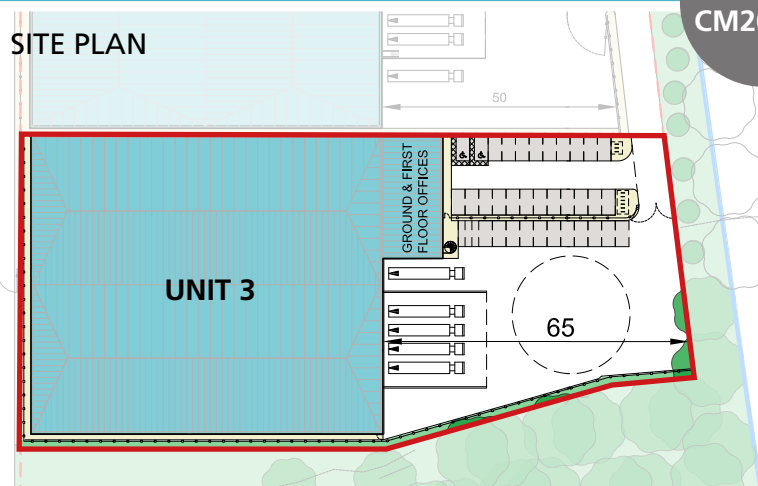 SITE PLAN
CM20
50
GROUND & FIRST
FLOOR OFFICES
UNIT 3
65